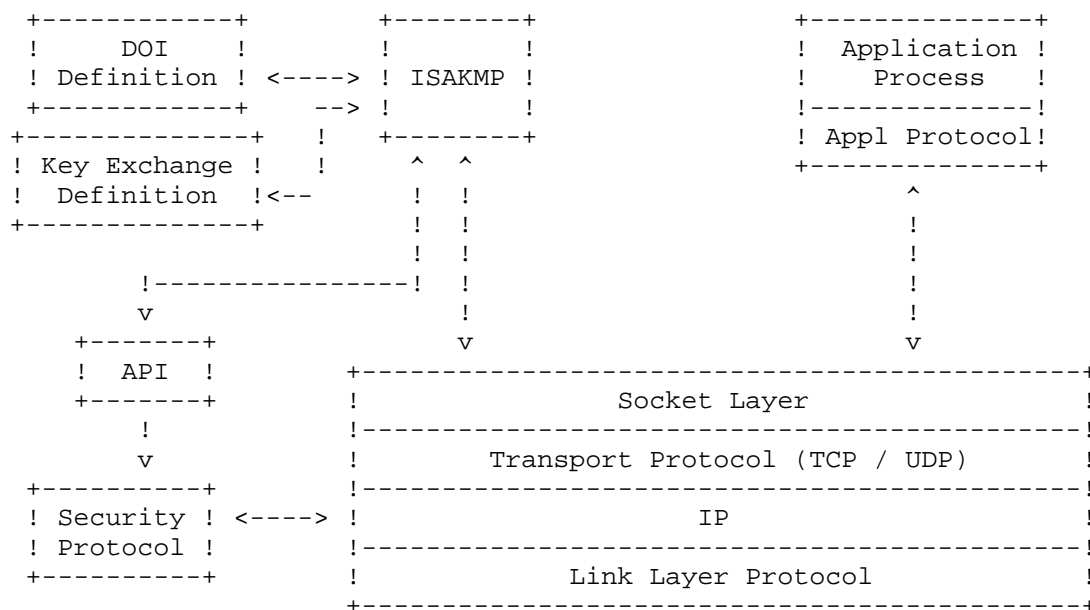 +------------+        +--------+                +--------------+
!     DOI    !        !        !                !  Application !
! Definition ! <----> ! ISAKMP !                !    Process   !
+------------+    --> !        !                !--------------!
+--------------+  !   +--------+                ! Appl Protocol!
! Key Exchange !  !     ^  ^                    +--------------+
!  Definition  !<--     !  !                           ^
+--------------+        !  !                           !
                        !  !                           !
       !----------------!  !                           !
       v                   !                           !
   +-------+               v                           v
   !  API  !        +---------------------------------------------+
   +-------+        !                Socket Layer                 !
       !            !---------------------------------------------!
       v            !        Transport Protocol (TCP / UDP)       !
+----------+        !---------------------------------------------!
! Security ! <----> !                     IP                      !
! Protocol !        !---------------------------------------------!
+----------+        !             Link Layer Protocol             !
                    +---------------------------------------------+